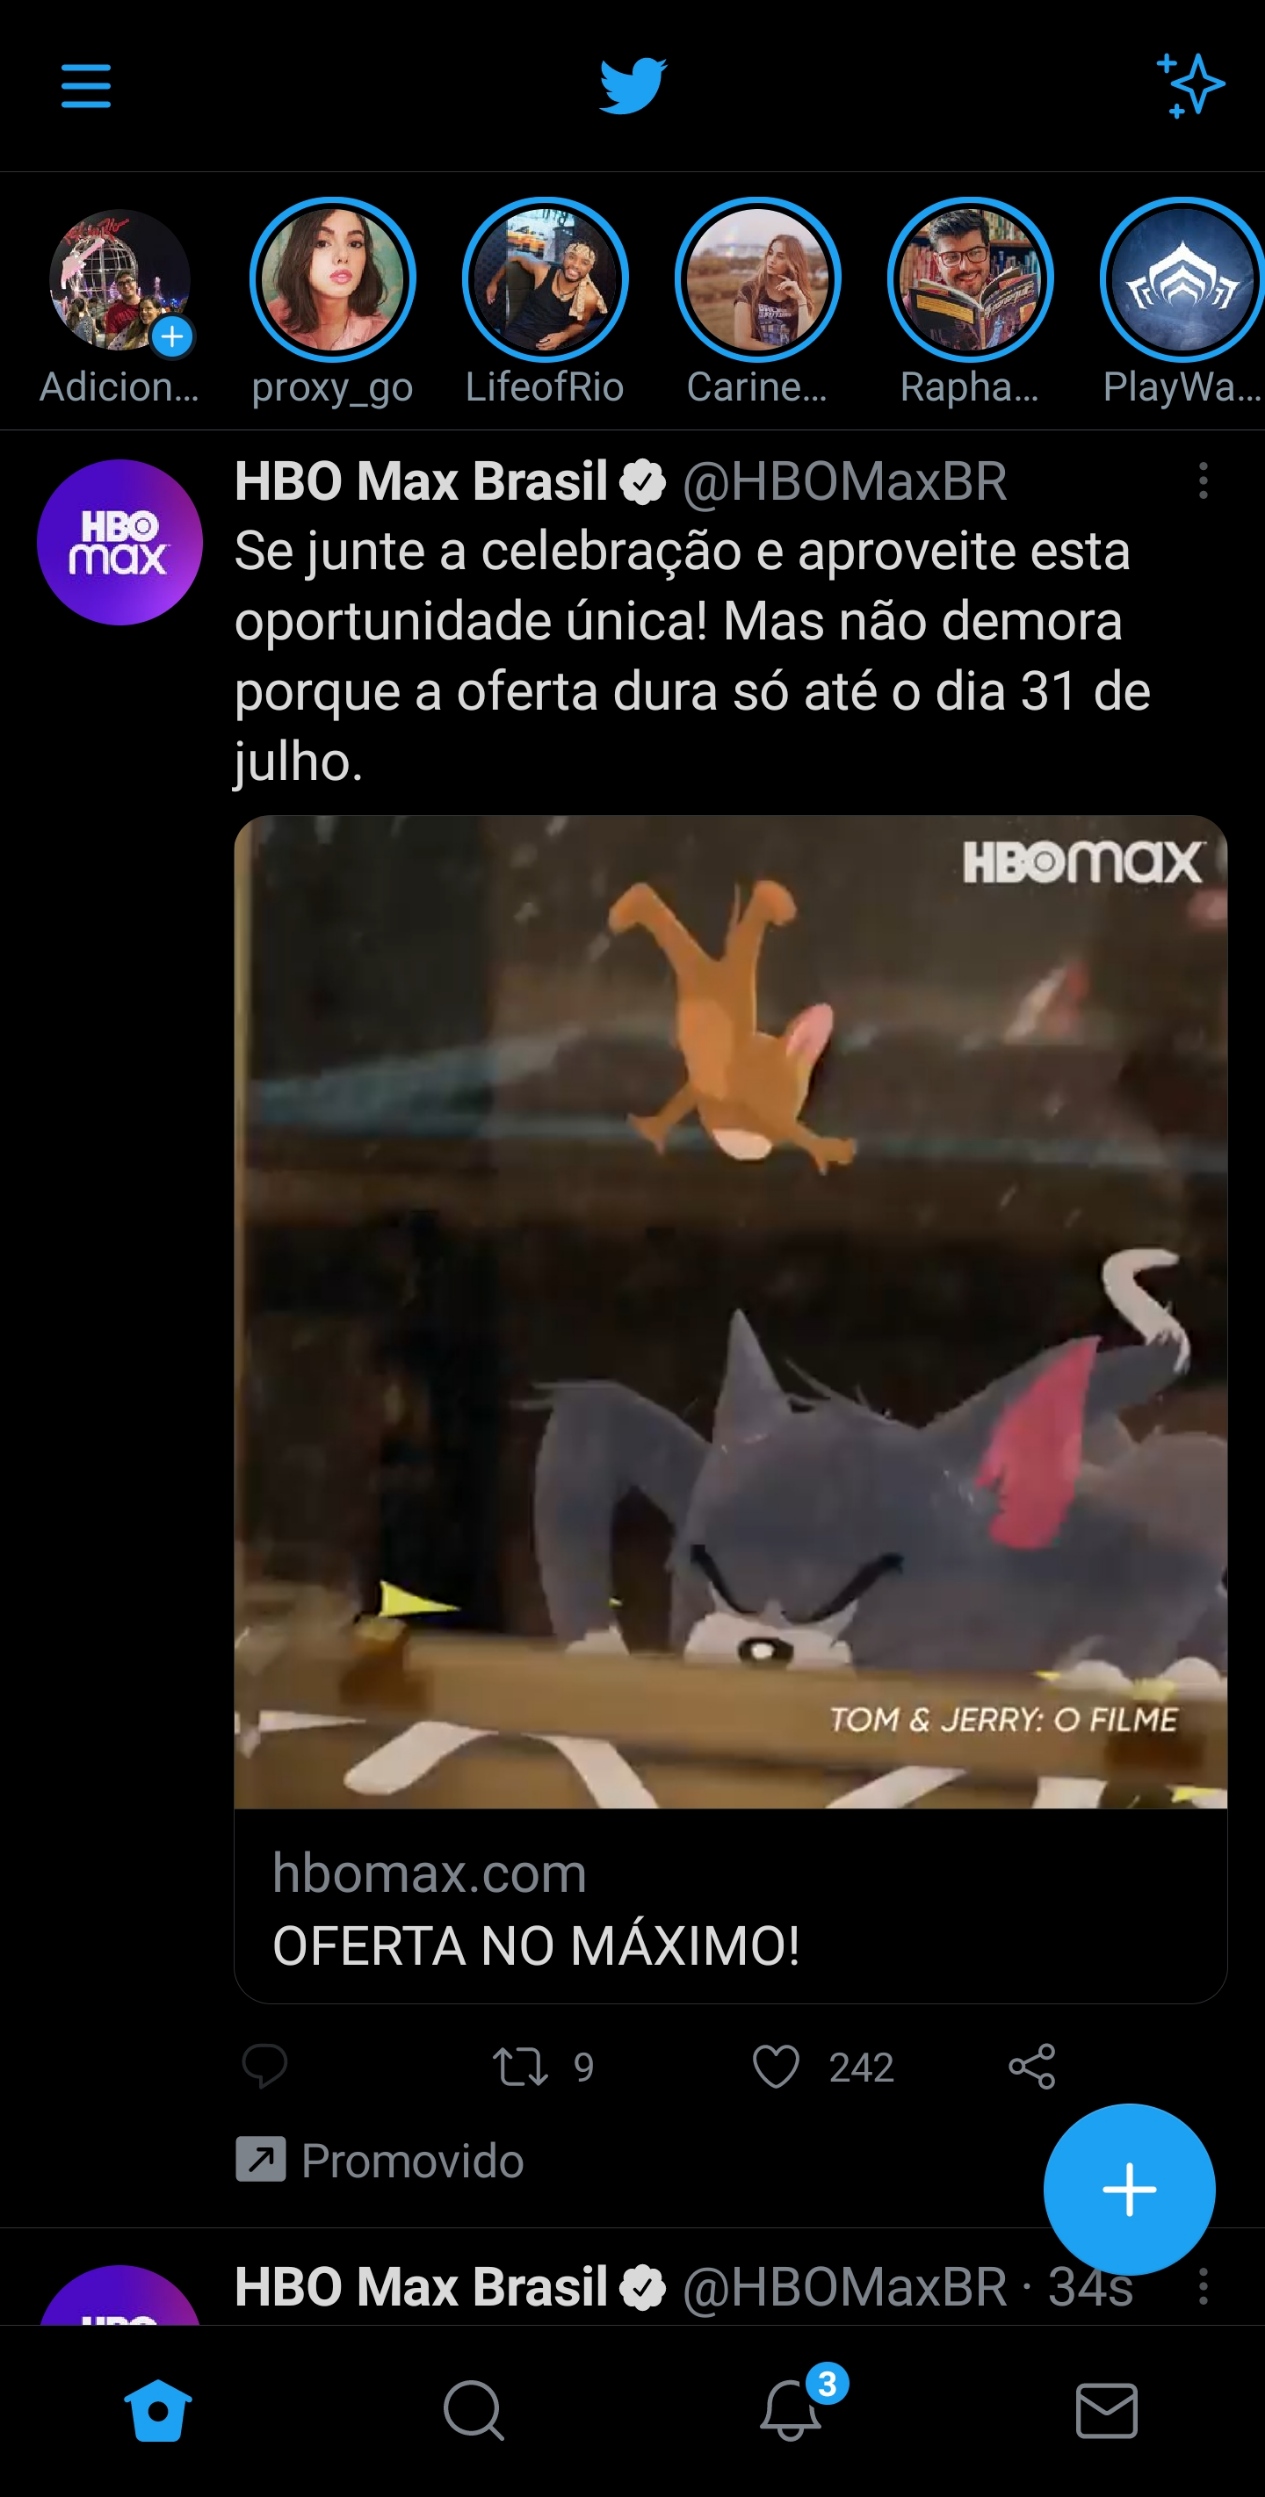 Adicion...
proxy_go
LifeofRio
Carine...
Rapha...
PlayWa...
HBO Max Brasil @HBOMaxBR
HBO
max
Se junte a celebração e aproveite esta
oportunidade única! Mas não demora
porque a oferta dura só até o dia 31 de
julho.
HBOmax
TOM & JERRY: O FILME
hbomax.com
OFERTA NO MÁXIMO!
9
242
Promovido
HBO Max Brasil @HBOMaxBR · 34s
HBO
3